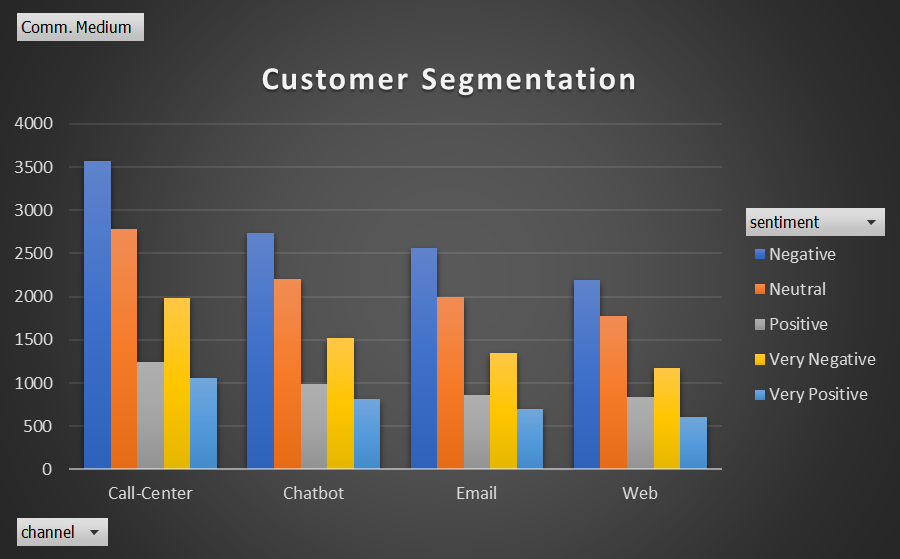 Comm. Medium
Customer Segmentation
4000
3500
3000
2500
2000
1500
1000
500
0
Call-Center Chatbot Email Web
sentiment
Negative
Neutral
Positive
Very Negative
Very Positive
channel